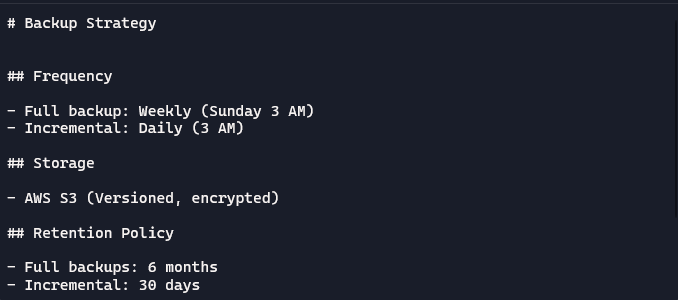 # Backup Strategy
## Frequency
- Full backup: Weekly (Sunday 3 AM)
- Incremental: Daily (3 AM)
## Storage
- AWS S3 (Versioned, encrypted)
## Retention Policy
- Full backups: 6 months
- Incremental: 30 days